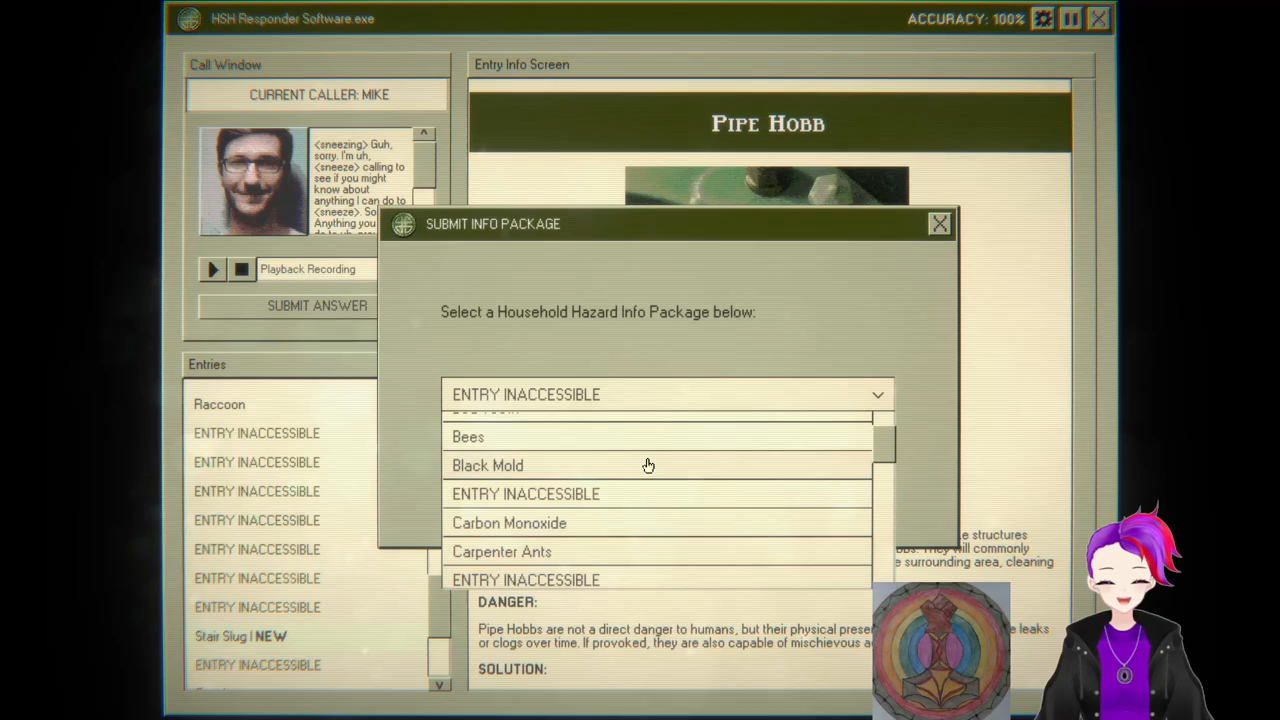 HSH Responder Software.exe
ACCURACY: 100%
Call Window
CURRENT CALLER: MIKE
<sneezing> Guh,
sorry. I'm uh,
<sneeze> calling to
see if you might
know about
anything I can do to
<sneeze>. So
Anything you
Playback Recording
SUBMIT ANSWER
Entries
Raccoon
ENTRY INACCESSIBLE
ENTRY INACCESSIBLE
ENTRY INACCESSIBLE
ENTRY INACCESSIBLE
ENTRY INACCESSIBLE
ENTRY INACCESSIBLE
ENTRY INACCESSIBLE
Stair Slug | NEW
ENTRY INACCESSIBLE
Entry Info Screen
PIPE HOBB
SUBMIT INFO PACKAGE
Select a Household Hazard Info Package below:
ENTRY INACCESSIBLE
Bees
Black Mold
ENTRY INACCESSIBLE
Carbon Monoxide
Carpenter Ants
ENTRY INACCESSIBLE
structures
They will commonly
surrounding area, cleaning
DANGER:
Pipe Hobbs are not a direct danger to humans, but their physical leaks
or clogs over time. If provoked, they are also capable of mischievous
SOLUTION: